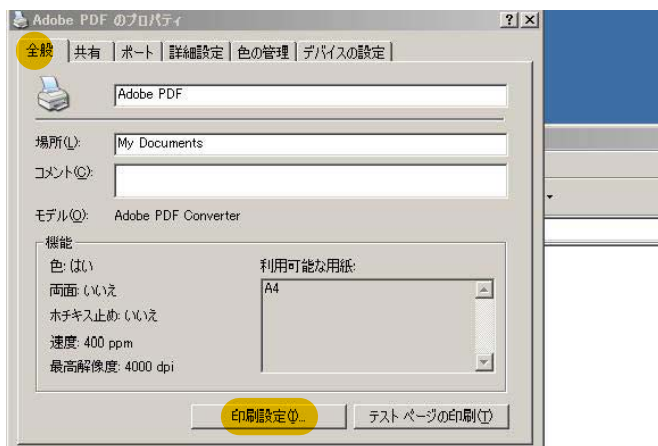 Adobe PDF のプロパティ
全般 共有 ポート 詳細設定 色の管理 デバイスの設定
Adobe PDF
場所(L): My Documents
コメント(C):
モデル(O): Adobe PDF Converter
機能
色: はい 利用可能な用紙:
両面: いいえ A4
ホチキス止め: いいえ
速度: 400 ppm
最高解像度: 4000 dpi
印刷設定(I)... テスト ページの印刷(T)